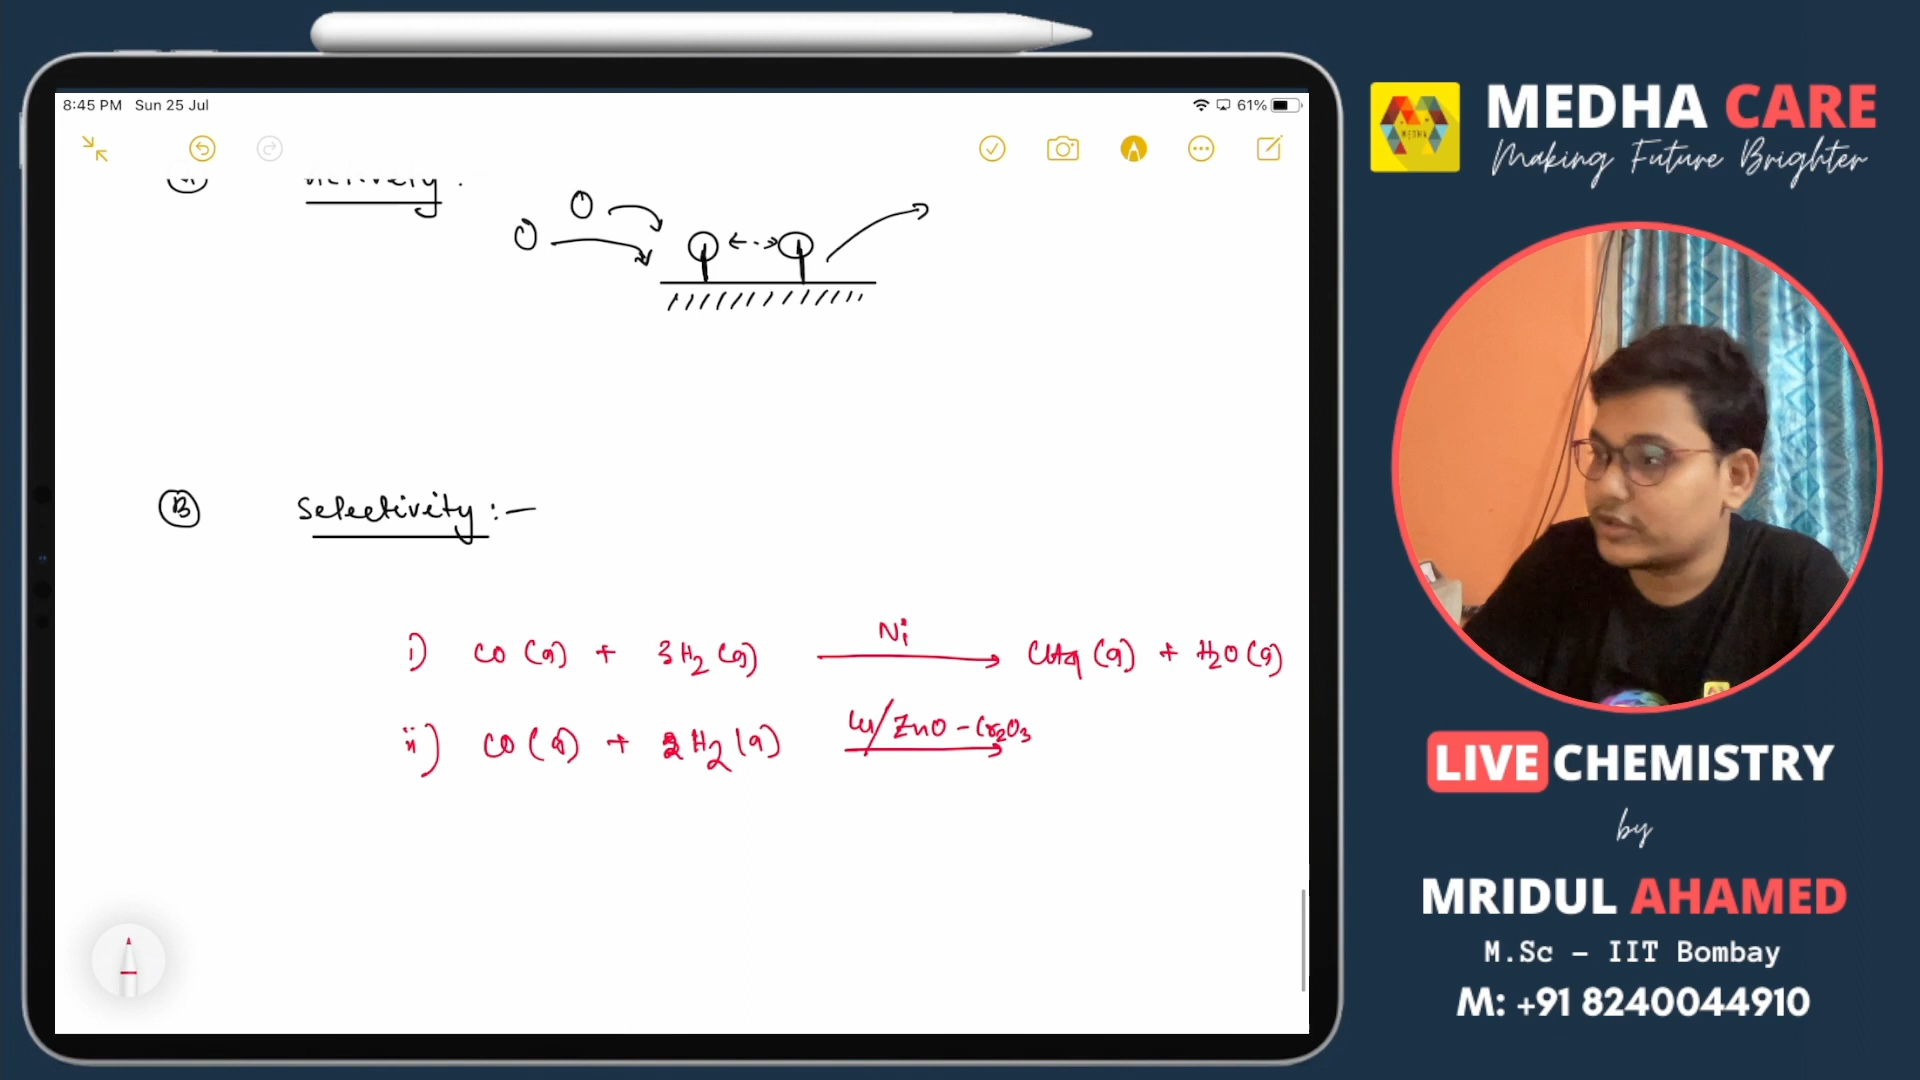 8:45 PM Sun 25 Jul
61%
MEDHA CARE
Making Future Brighter
MEDHA
B Selectivity :-
i) CO (g) + 3H2 (g) Ni → CH4 (g) + H2O (g)
ii) CO (g) + 2H2 (g) Cu/ZnO - Cr2O3 →
LIVE CHEMISTRY
by
MRIDUL AHAMED
M.Sc - IIT Bombay
M: +91 8240044910